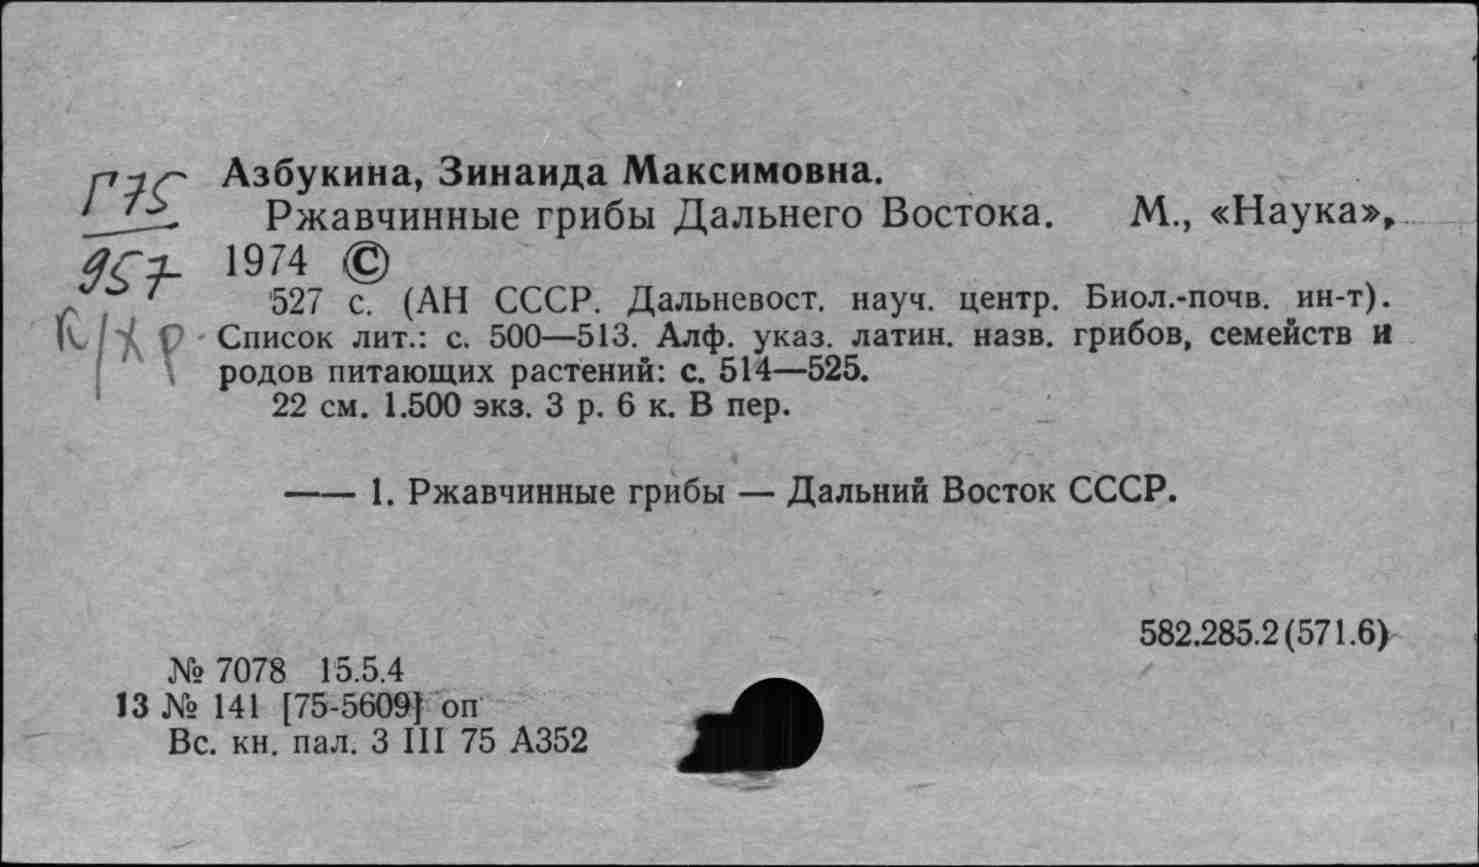 Г75
957
Азбукина, Зинаида Максимовна.
Ржавчинные грибы Дальнего Востока. М., «Наука»,
1974 ©
527 с. (АН СССР. Дальневост. науч. центр. Биол.-почв. ин-т).
Список лит.: с. 500—513. Алф. указ. латин. назв. грибов, семейств и
родов питающих растений: с. 514—525.
22 см. 1.500 экз. 3 р. 6 к. В пер.
—— 1. Ржавчинные грибы — Дальний Восток СССР.
582.285.2(571.6)
№ 7078 15.5.4
13 № 141 [75-5609] оп
Вс. кн. пал. 3 III 75 А352